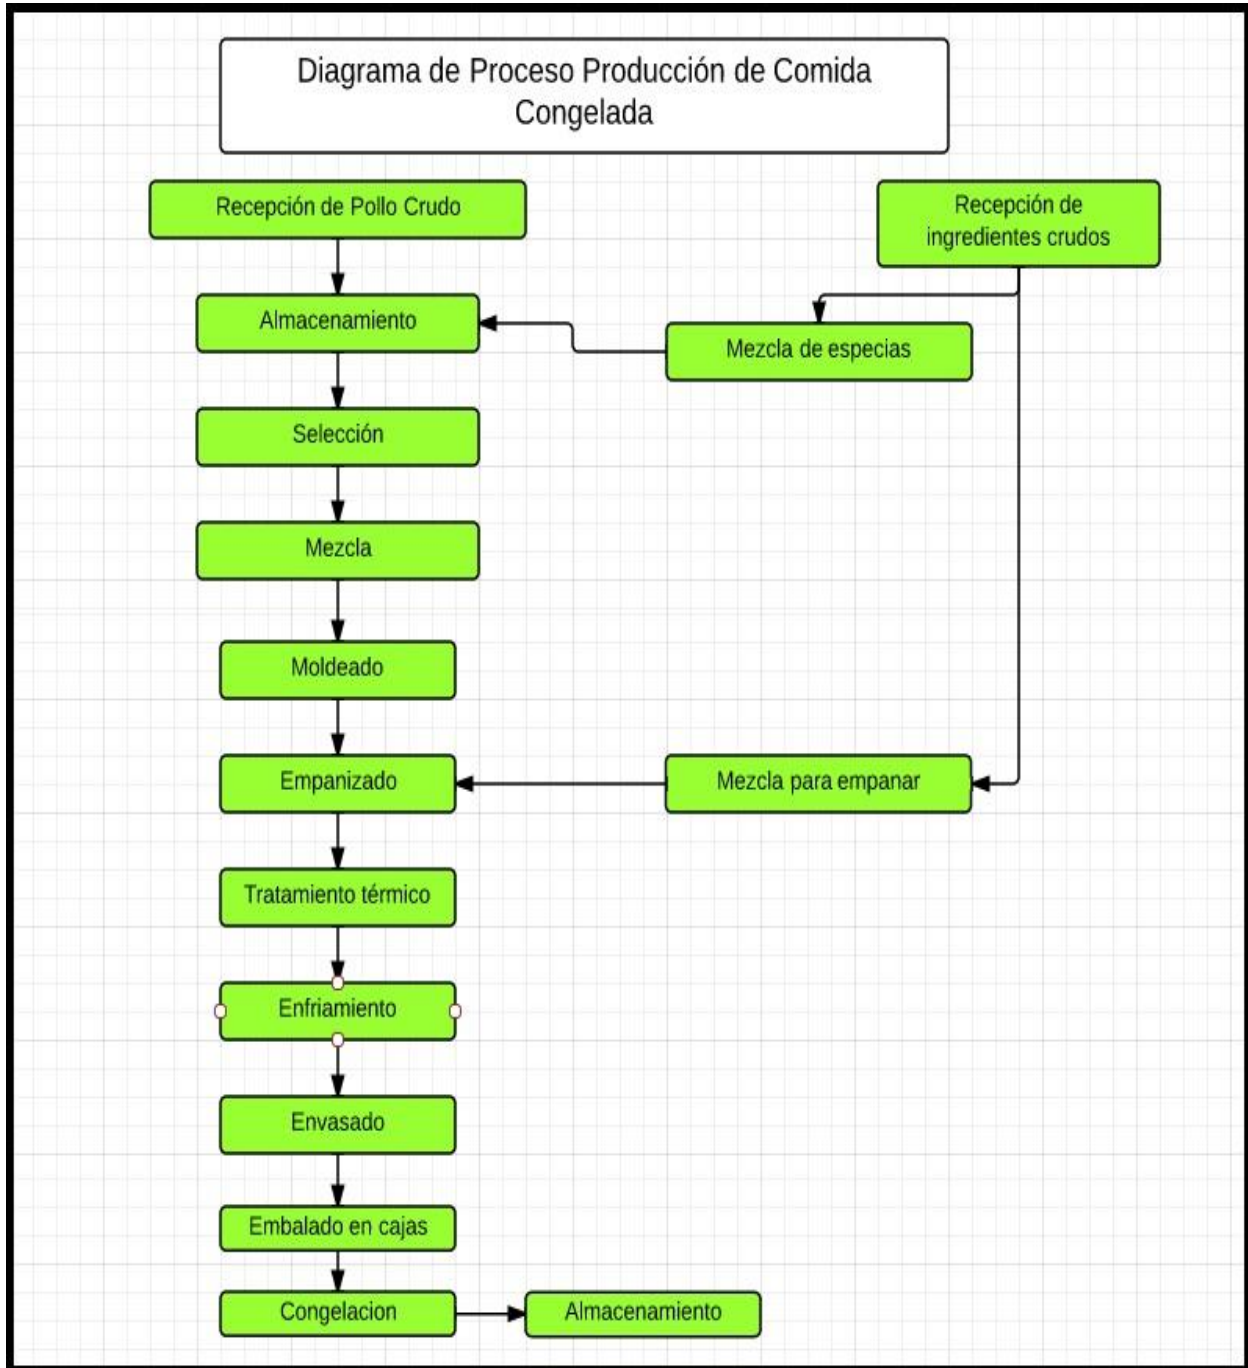 Diagrama de Proceso Producción de Comida
Congelada
Recepción de Pollo Crudo
Recepción de
ingredientes crudos
Almacenamiento
Mezcla de especias
Selección
Mezcla
Moldeado
Empanizado
Mezcla para empanar
Tratamiento térmico
Enfriamiento
Envasado
Embalado en cajas
Congelacion
Almacenamiento